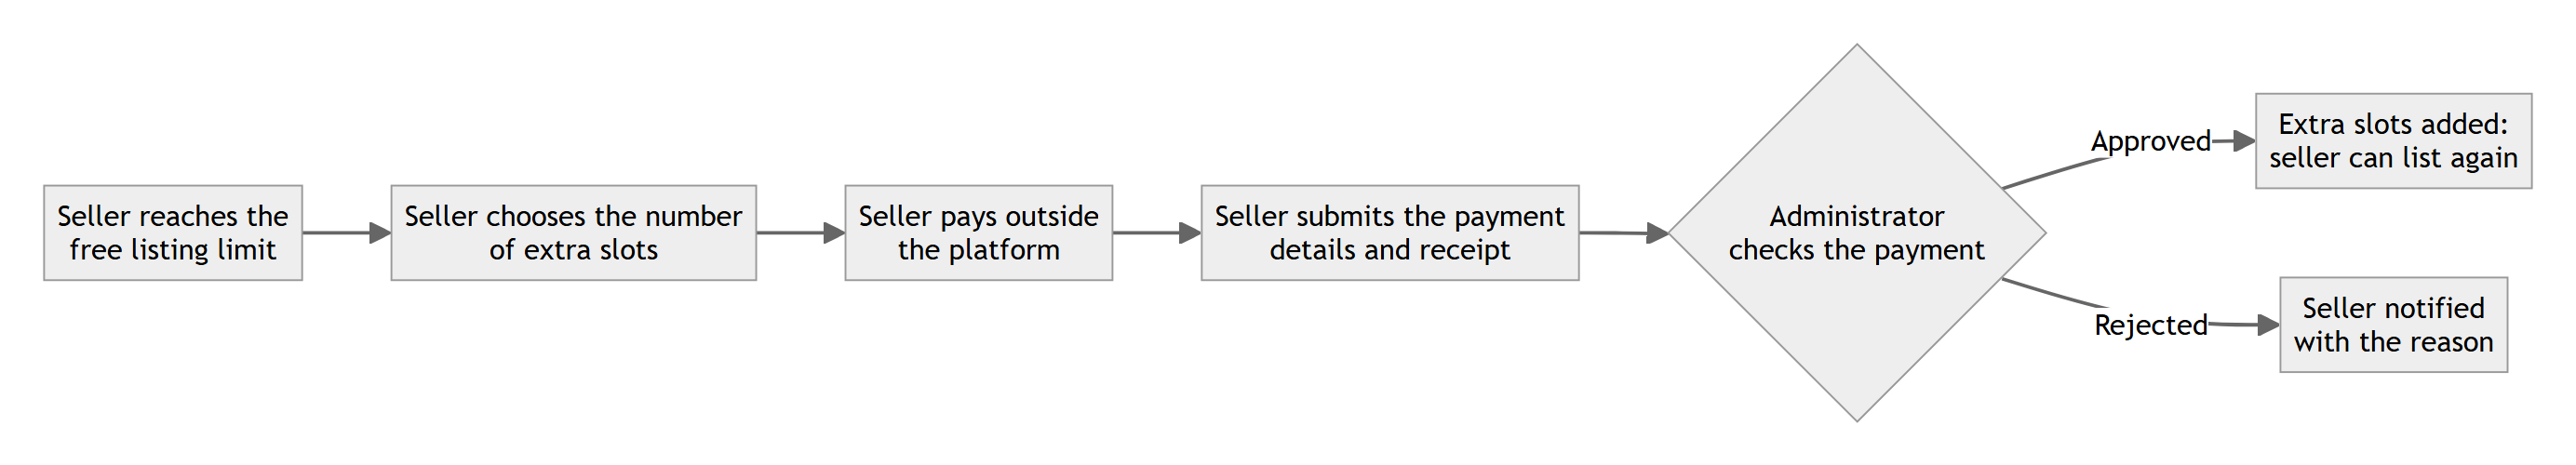 Seller reaches the
free listing limit
Seller chooses the number
of extra slots
Seller pays outside
the platform
Seller submits the payment
details and receipt
Administrator
checks the payment
Approved
Extra slots added:
seller can list again
Rejected
Seller notified
with the reason